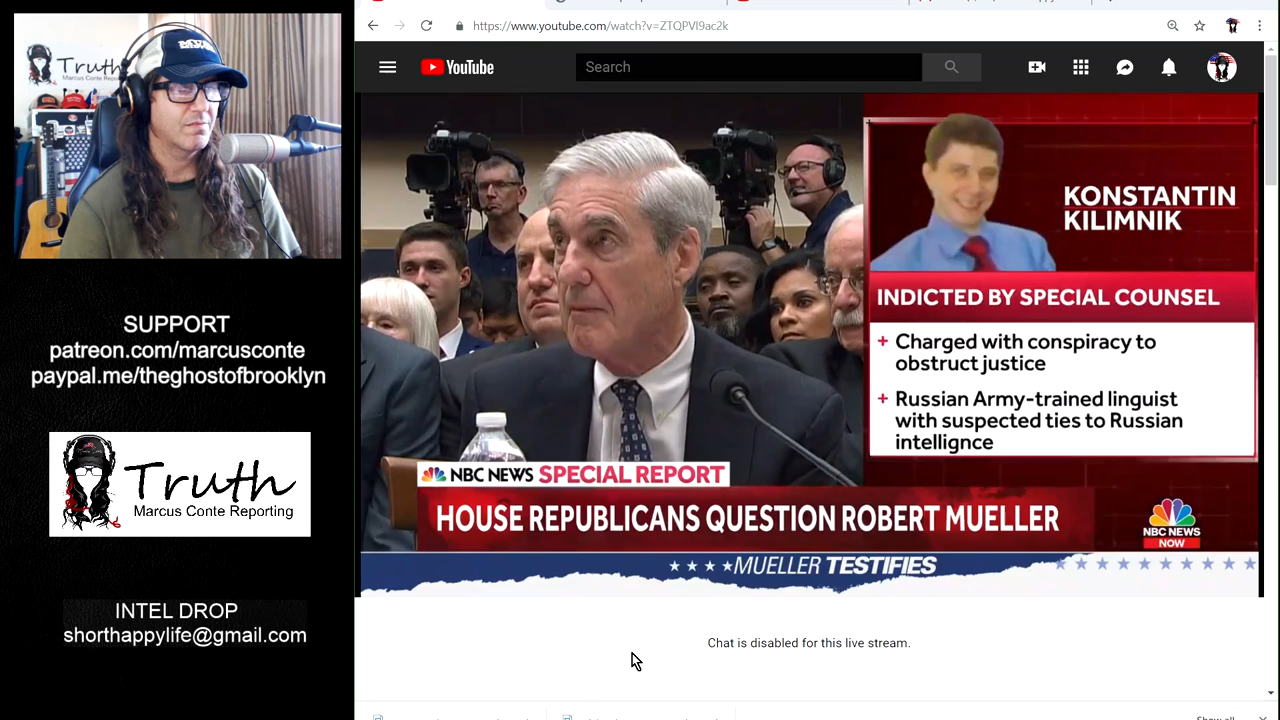 Truth
Marcus Conte Reporting
SUPPORT
patreon.com/marcusconte
paypal.me/theghostofbrooklyn
Truth
Marcus Conte Reporting
INTEL DROP
shorthappylife@gmail.com
https://www.youtube.com/watch?v=ZTQPVI9ac2k
YouTube
Search
KONSTANTIN
KILIMNIK
INDICTED BY SPECIAL COUNSEL
+ Charged with conspiracy to
obstruct justice
+ Russian Army-trained linguist
with suspected ties to Russian
intellignce
NBC NEWS SPECIAL REPORT
HOUSE REPUBLICANS QUESTION ROBERT MUELLER
NBC NEWS
NOW
MUELLER TESTIFIES
Chat is disabled for this live stream.
Show all